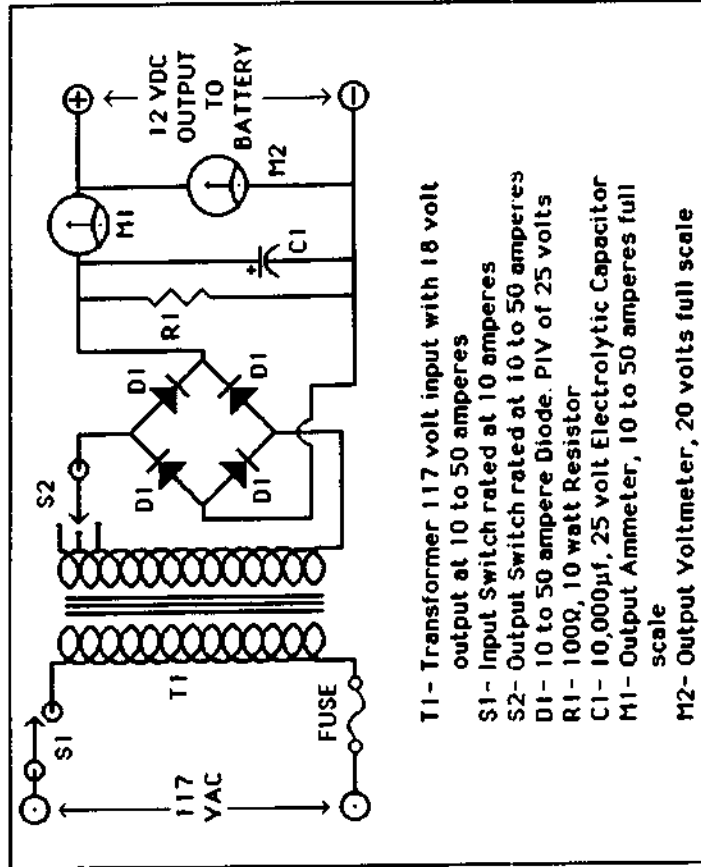 S1
117
VAC
FUSE
T1
S2
D1
D1
D1
D1
R1
+
C1
M1
M2
+
12 VDC
OUTPUT
TO
BATTERY
−
T1- Transformer 117 volt input with 18 volt
output at 10 to 50 amperes
S1- Input Switch rated at 10 amperes
S2- Output Switch rated at 10 to 50 amperes
D1- 10 to 50 ampere Diode. PIV of 25 volts
R1- 100Ω, 10 watt Resistor
C1- 10,000µf, 25 volt Electrolytic Capacitor
M1- Output Ammeter, 10 to 50 amperes full
scale
M2- Output Voltmeter, 20 volts full scale